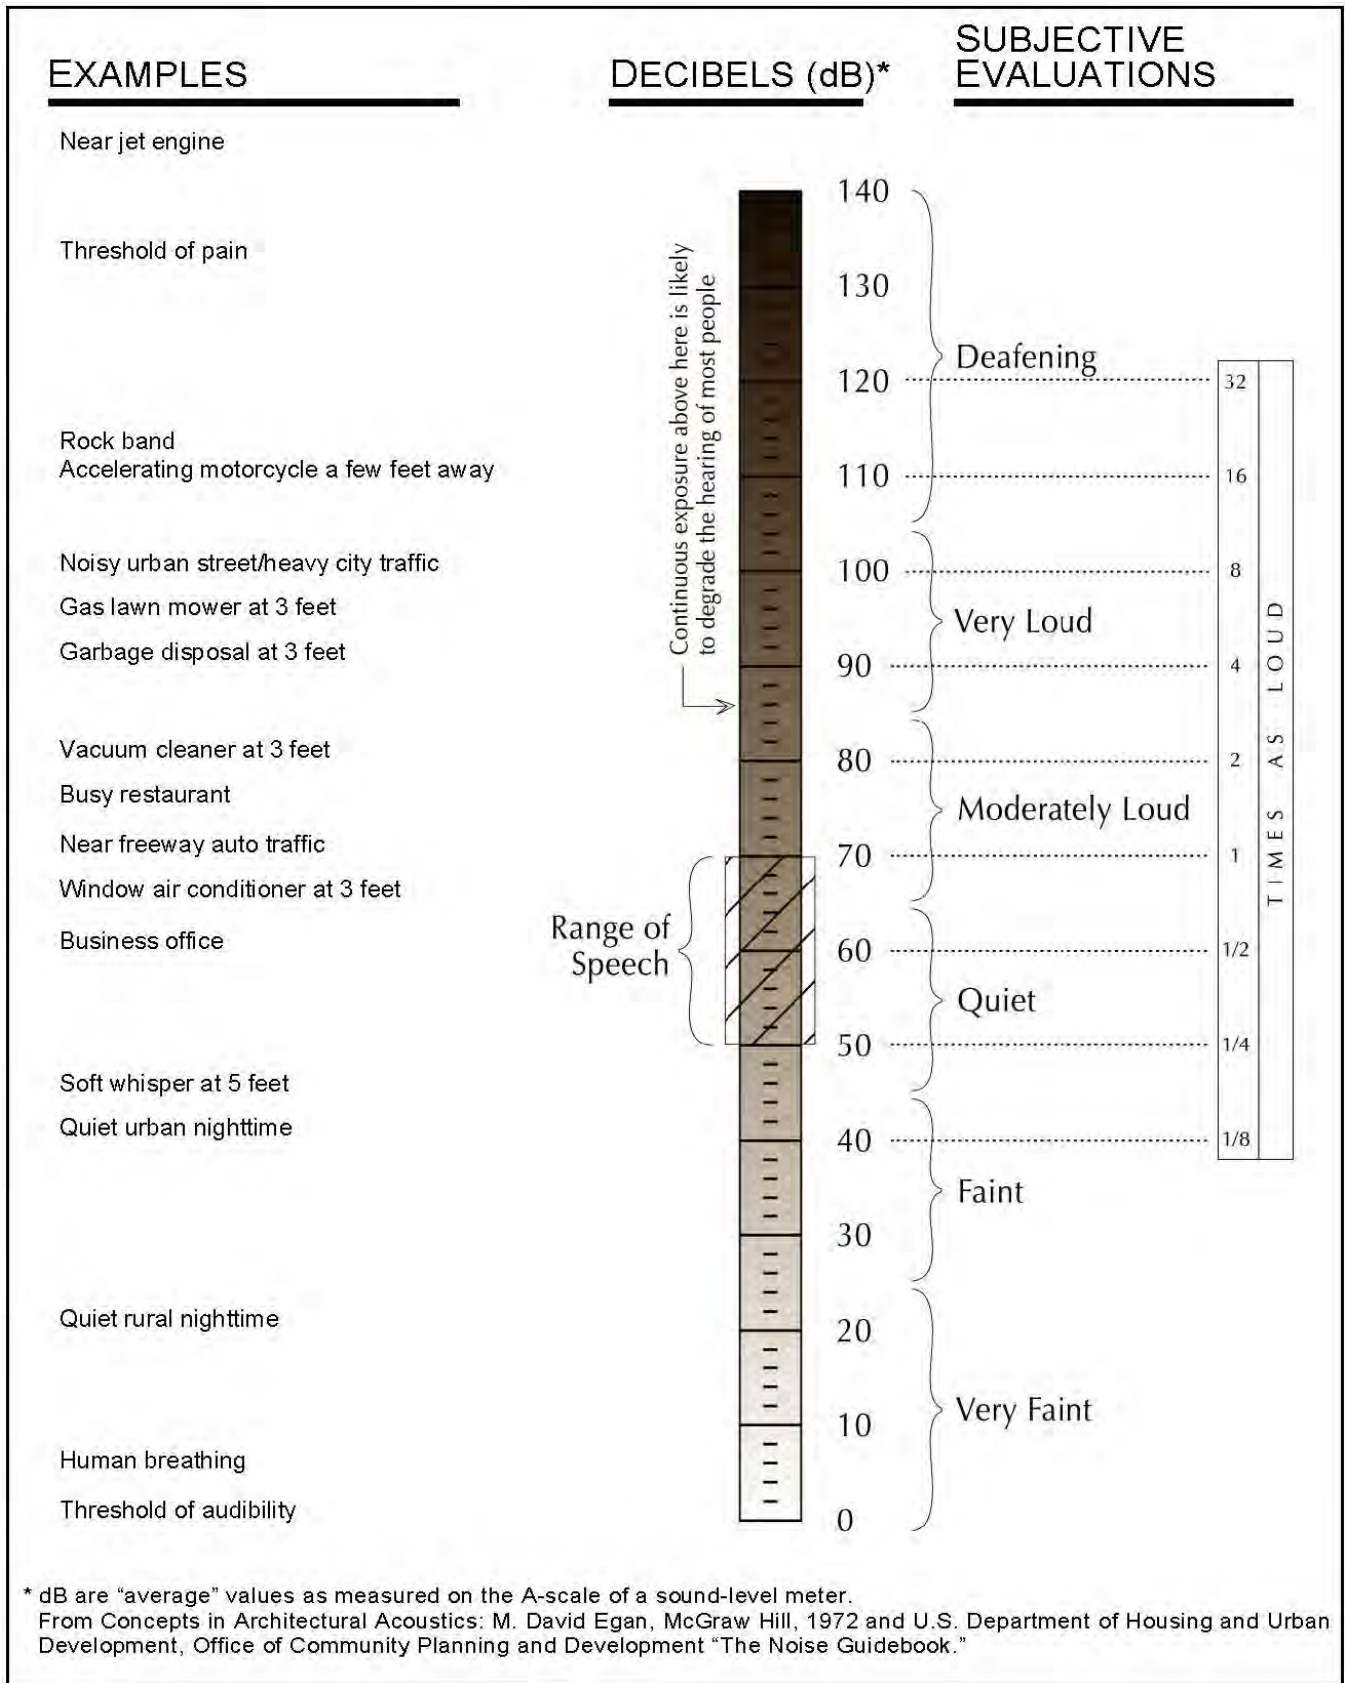 EXAMPLES
DECIBELS (dB)*
SUBJECTIVE
EVALUATIONS
Near jet engine
Threshold of pain
Rock band
Accelerating motorcycle a few feet away
Noisy urban street/heavy city traffic
Gas lawn mower at 3 feet
Garbage disposal at 3 feet
Vacuum cleaner at 3 feet
Busy restaurant
Near freeway auto traffic
Window air conditioner at 3 feet
Business office
Soft whisper at 5 feet
Quiet urban nighttime
Quiet rural nighttime
Human breathing
Threshold of audibility
Continuous exposure above here is likely
to degrade the hearing of most people
Range of
Speech
140
130
120
110
100
90
80
70
60
50
40
30
20
10
0
Deafening
Very Loud
Moderately Loud
Quiet
Faint
Very Faint
32
16
8
4
2
1
1/2
1/4
1/8
TIMES AS LOUD
* dB are “average” values as measured on the A-scale of a sound-level meter.
From Concepts in Architectural Acoustics: M. David Egan, McGraw Hill, 1972 and U.S. Department of Housing and Urban
Development, Office of Community Planning and Development “The Noise Guidebook.”